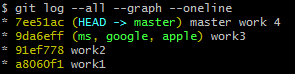 $ git log --all --graph --oneline
* 7ee51ac (HEAD -> master) master work 4
* 9da6eff (ms, google, apple) work3
* 91ef778 work2
* a8060f1 work1